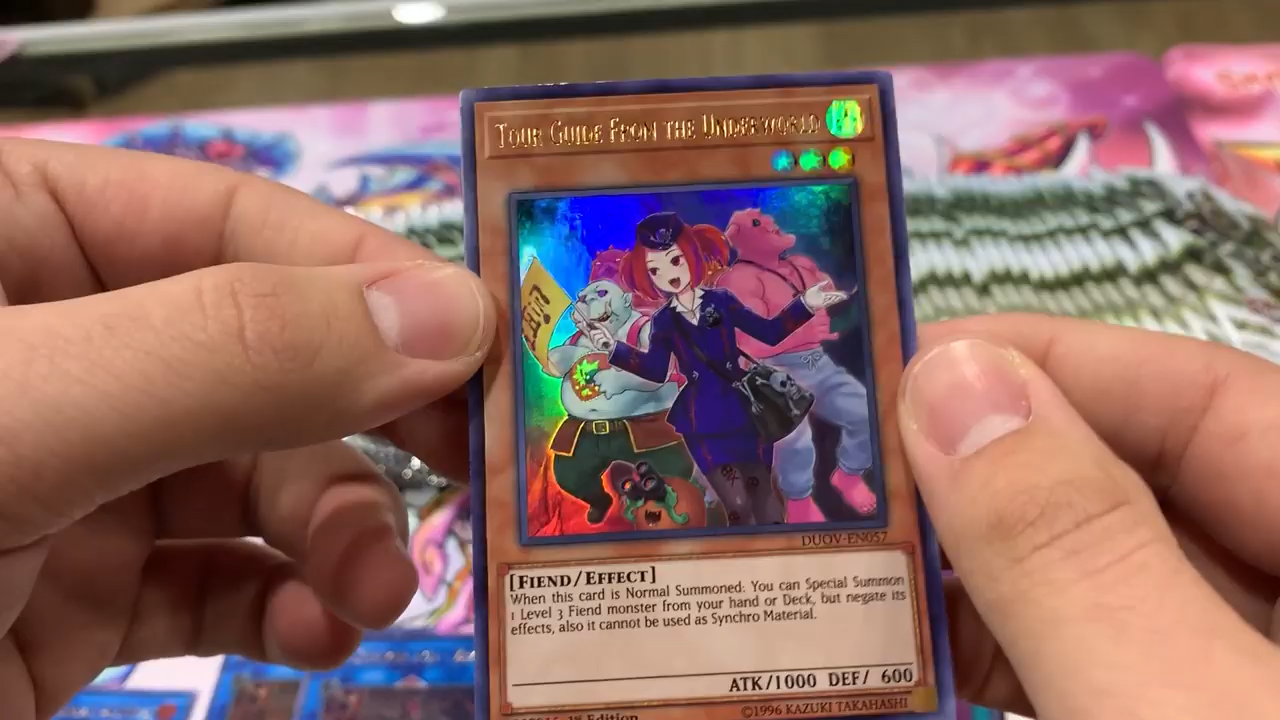 Tour Guide From the Underworld
DUOV-EN057
[Fiend/Effect]
When this card is Normal Summoned: You can Special Summon
1 Level 3 Fiend monster from your hand or Deck, but negate its
effects, also it cannot be used as Synchro Material.
ATK/1000 DEF/ 600
1st Edition
©1996 KAZUKI TAKAHASHI